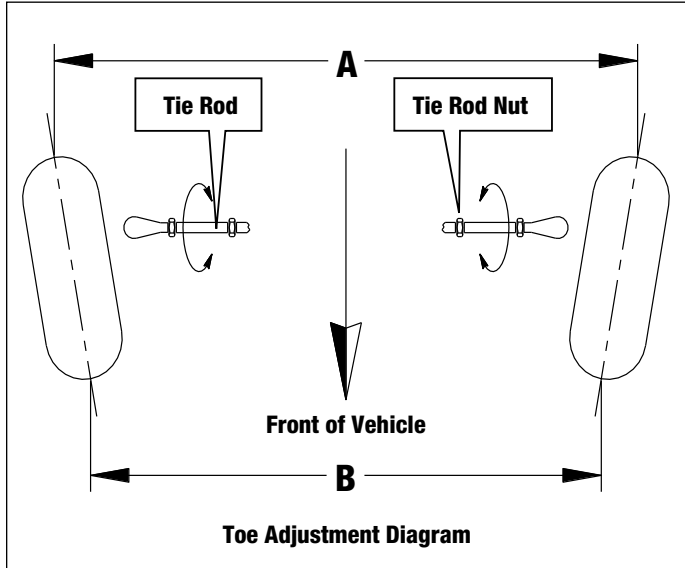 A
Tie Rod
Tie Rod Nut
Front of Vehicle
B
Toe Adjustment Diagram